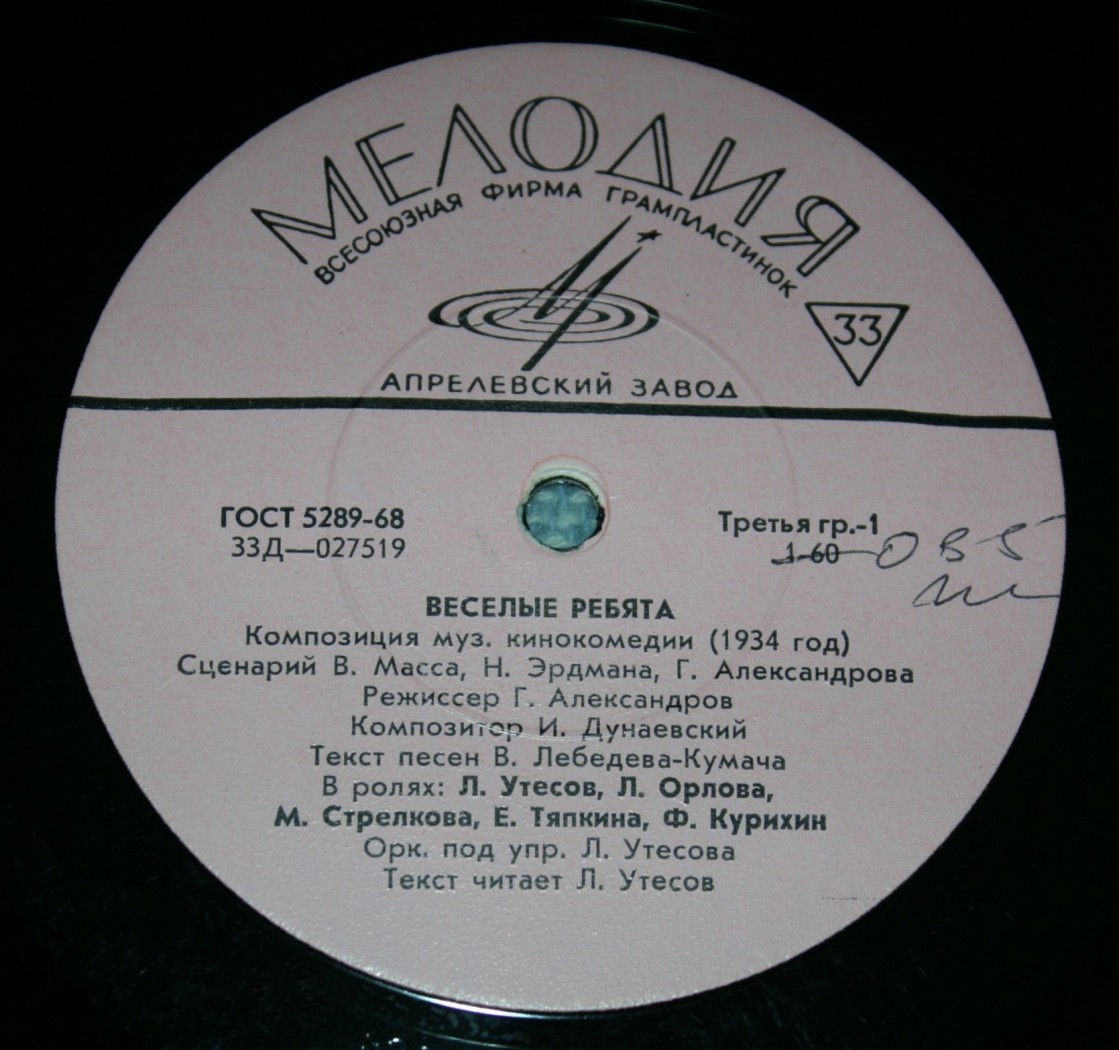 МЕЛОДИЯ
ВСЕСОЮЗНАЯ ФИРМА ГРАМПЛАСТИНОК
33
АПРЕЛЕВСКИЙ ЗАВОД
ГОСТ 5289-68
33Д—027519
Третья гр.-1
1-60
ВЕСЕЛЫЕ РЕБЯТА
Композиция муз. кинокомедии (1934 год)
Сценарий В. Масса, Н. Эрдмана, Г. Александрова
Режиссер Г. Александров
Композитор И. Дунаевский
Текст песен В. Лебедева-Кумача
В ролях: Л. Утесов, Л. Орлова,
М. Стрелкова, Е. Тяпкина, Ф. Курихин
Орк. под упр. Л. Утесова
Текст читает Л. Утесов